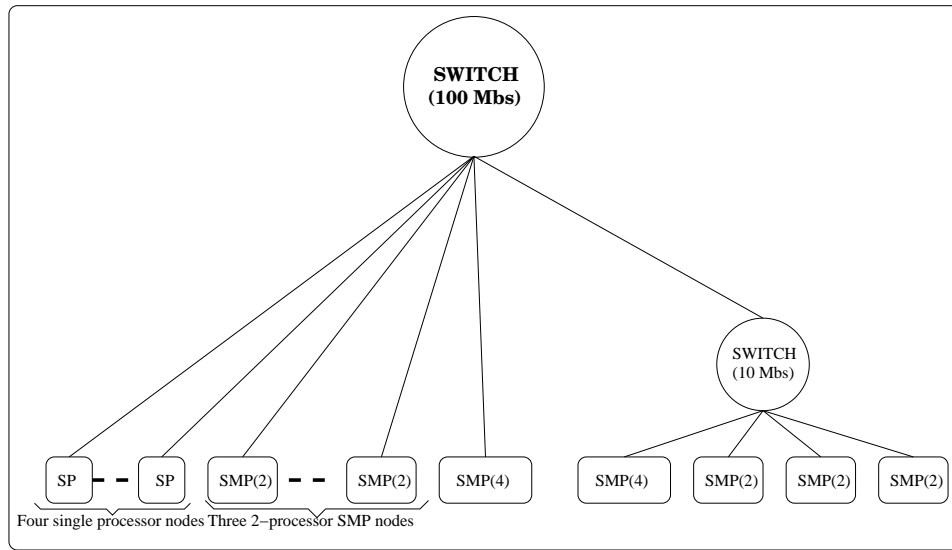 SWITCH
(100 Mbs)
SWITCH
(10 Mbs)
SP SP SMP(2) SMP(2) SMP(4) SMP(4) SMP(2) SMP(2) SMP(2)
Four single processor nodes Three 2−processor SMP nodes